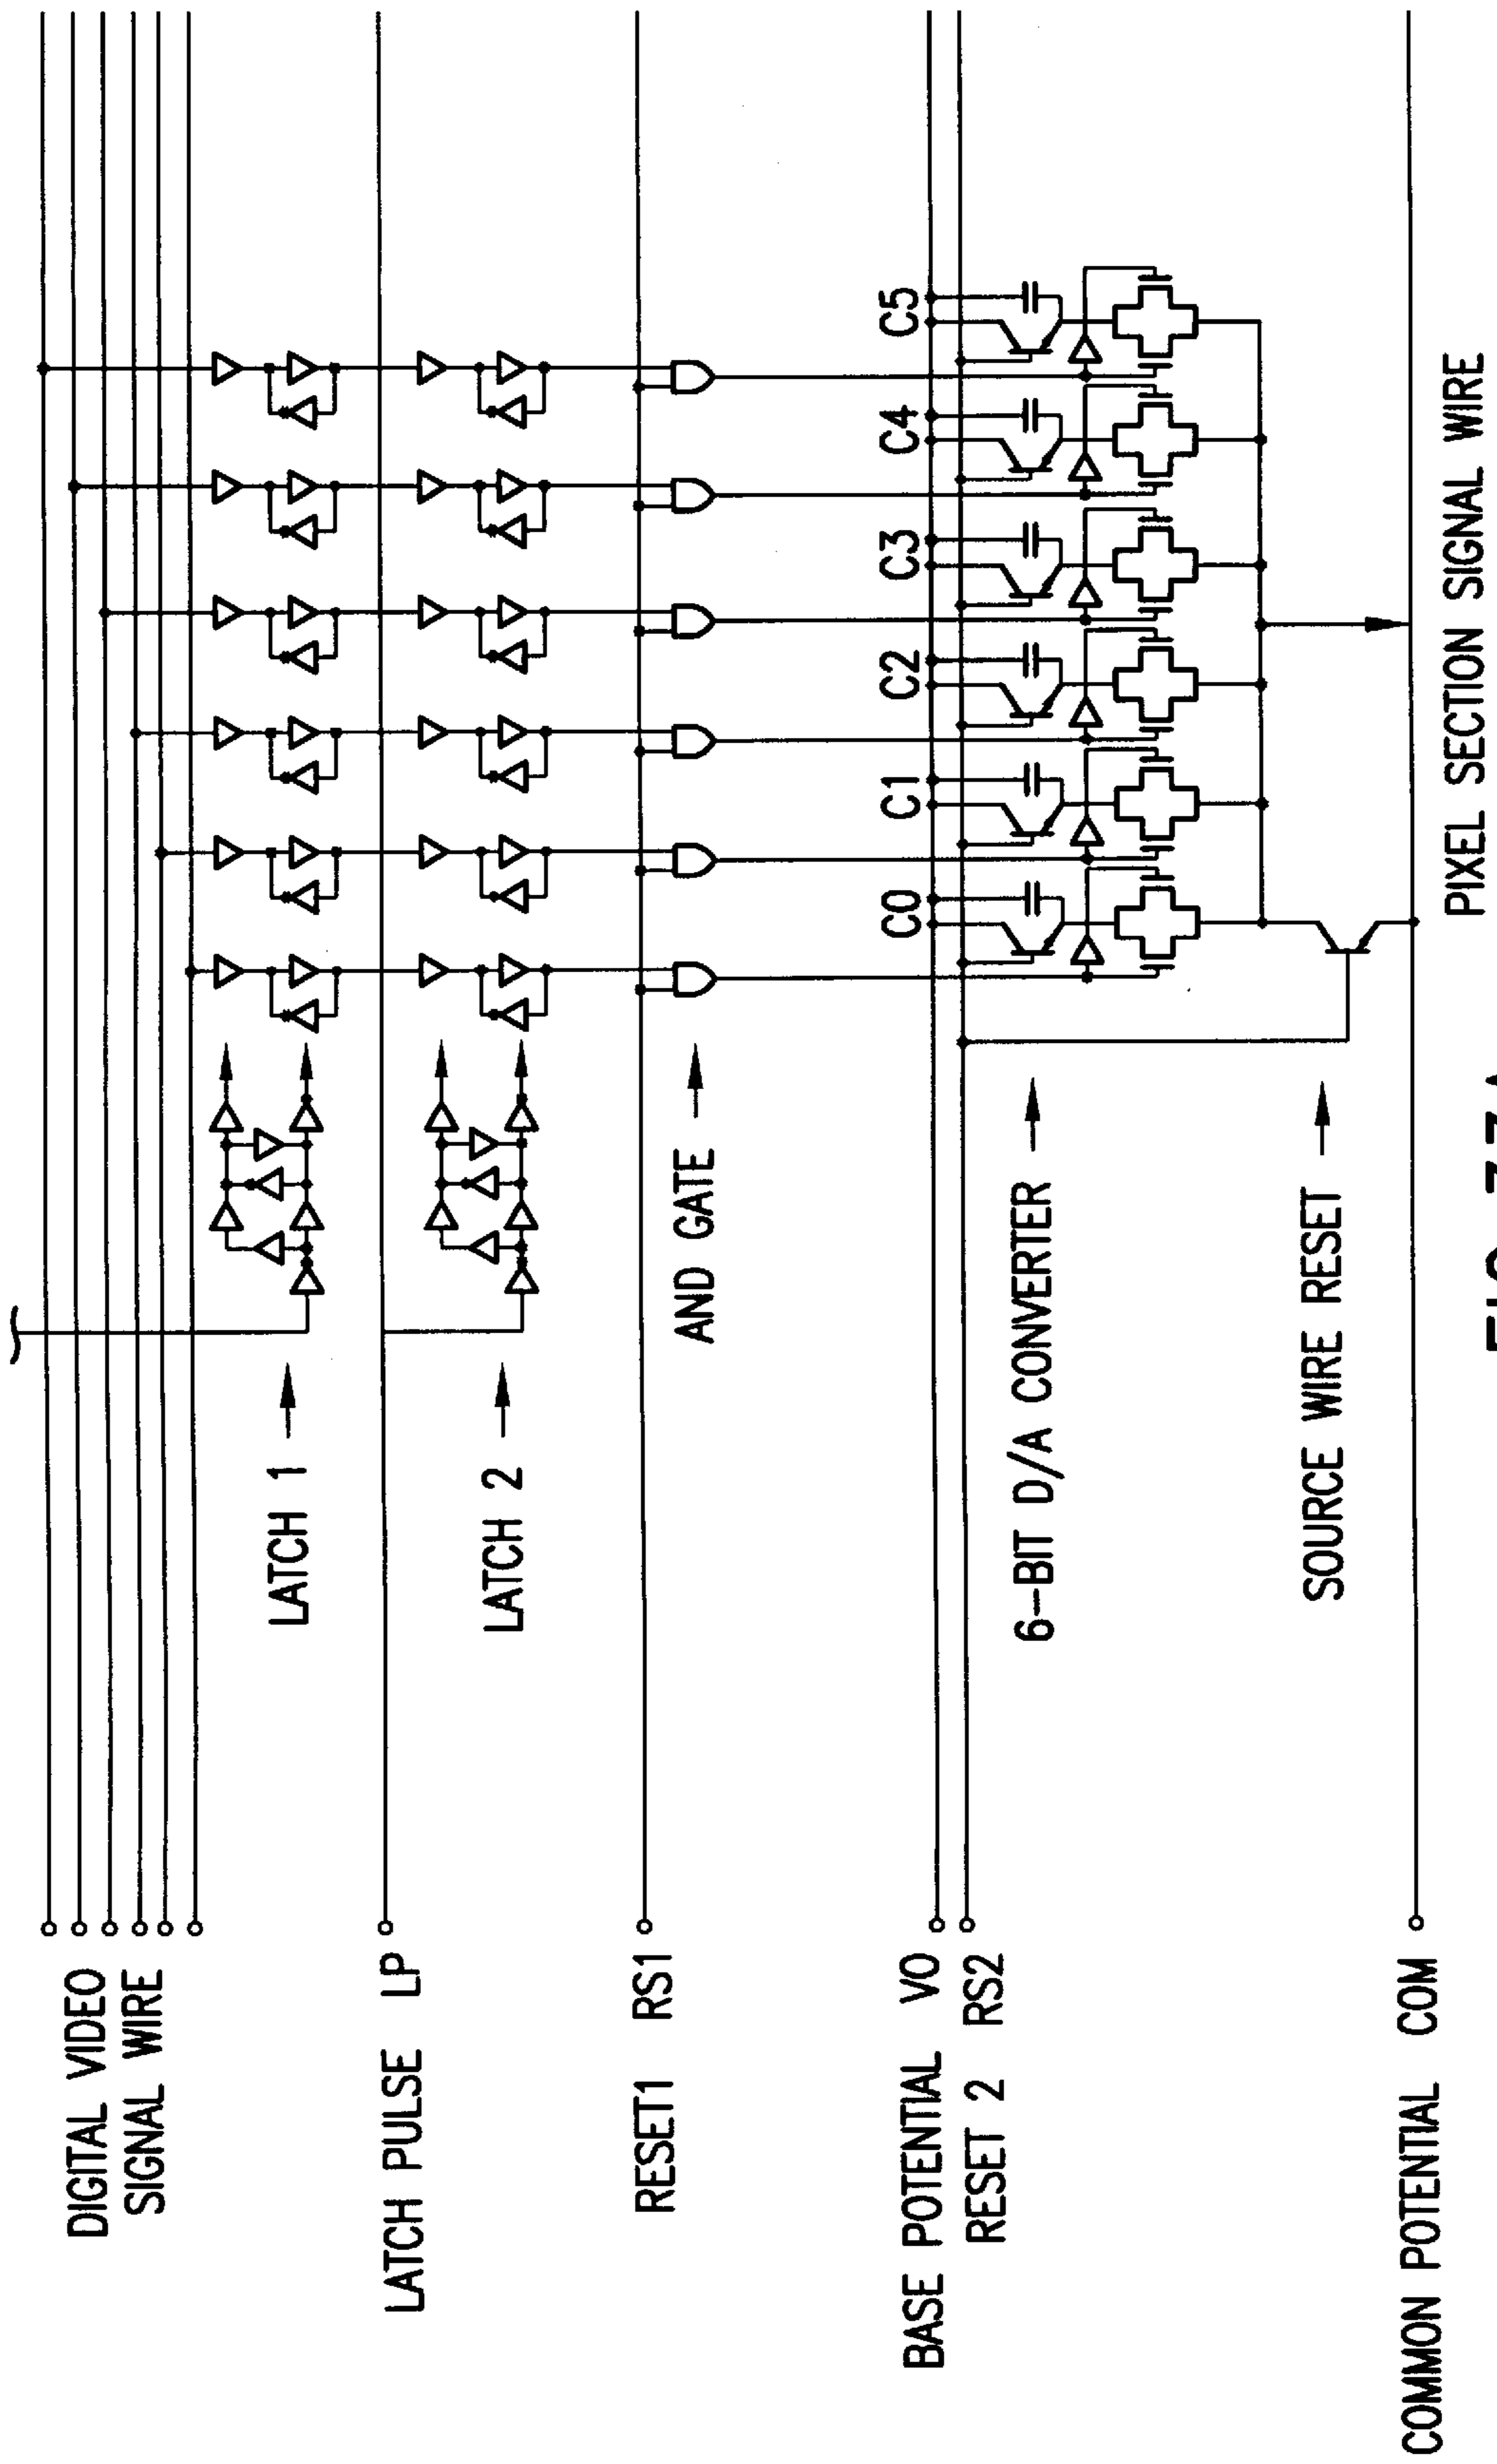 DIGITAL VIDEO
SIGNAL WIRE
LATCH PULSE LP
RESET1 RS1
BASE POTENTIAL V0
RESET 2 RS2
COMMON POTENTIAL COM
LATCH 1
LATCH 2
AND GATE
6-BIT D/A CONVERTER
SOURCE WIRE RESET
C0
C1
C2
C3
C4
C5
PIXEL SECTION SIGNAL WIRE